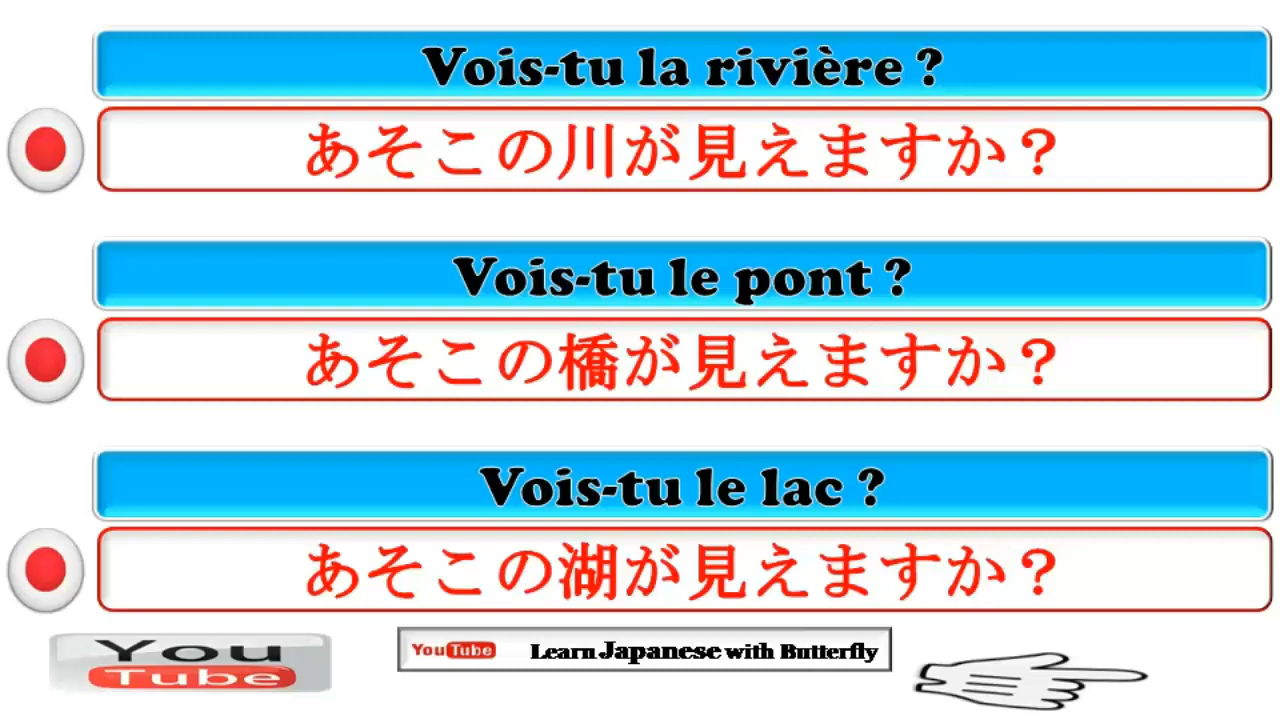 Vois-tu la rivière ?
あそこの川が見えますか？
Vois-tu le pont ?
あそこの橋が見えますか？
Vois-tu le lac ?
あそこの湖が見えますか？
You
Tube
YouTube Learn Japanese with Butterfly